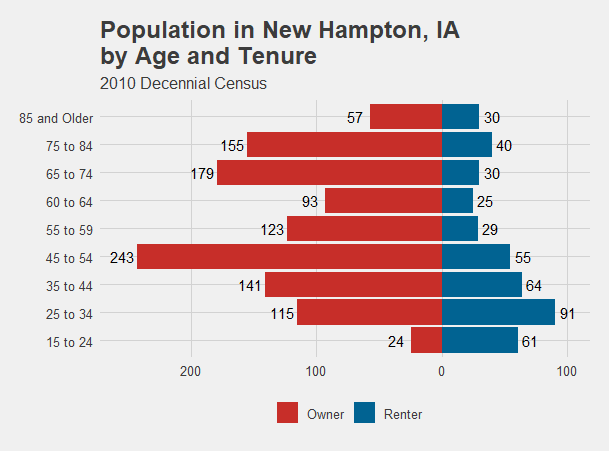 Population in New Hampton, IA
by Age and Tenure
2010 Decennial Census
85 and Older 57 30
75 to 84 155 40
65 to 74 179 30
60 to 64 93 25
55 to 59 123 29
45 to 54 243 55
35 to 44 141 64
25 to 34 115 91
15 to 24 24 61
200 100 0 100
Owner Renter